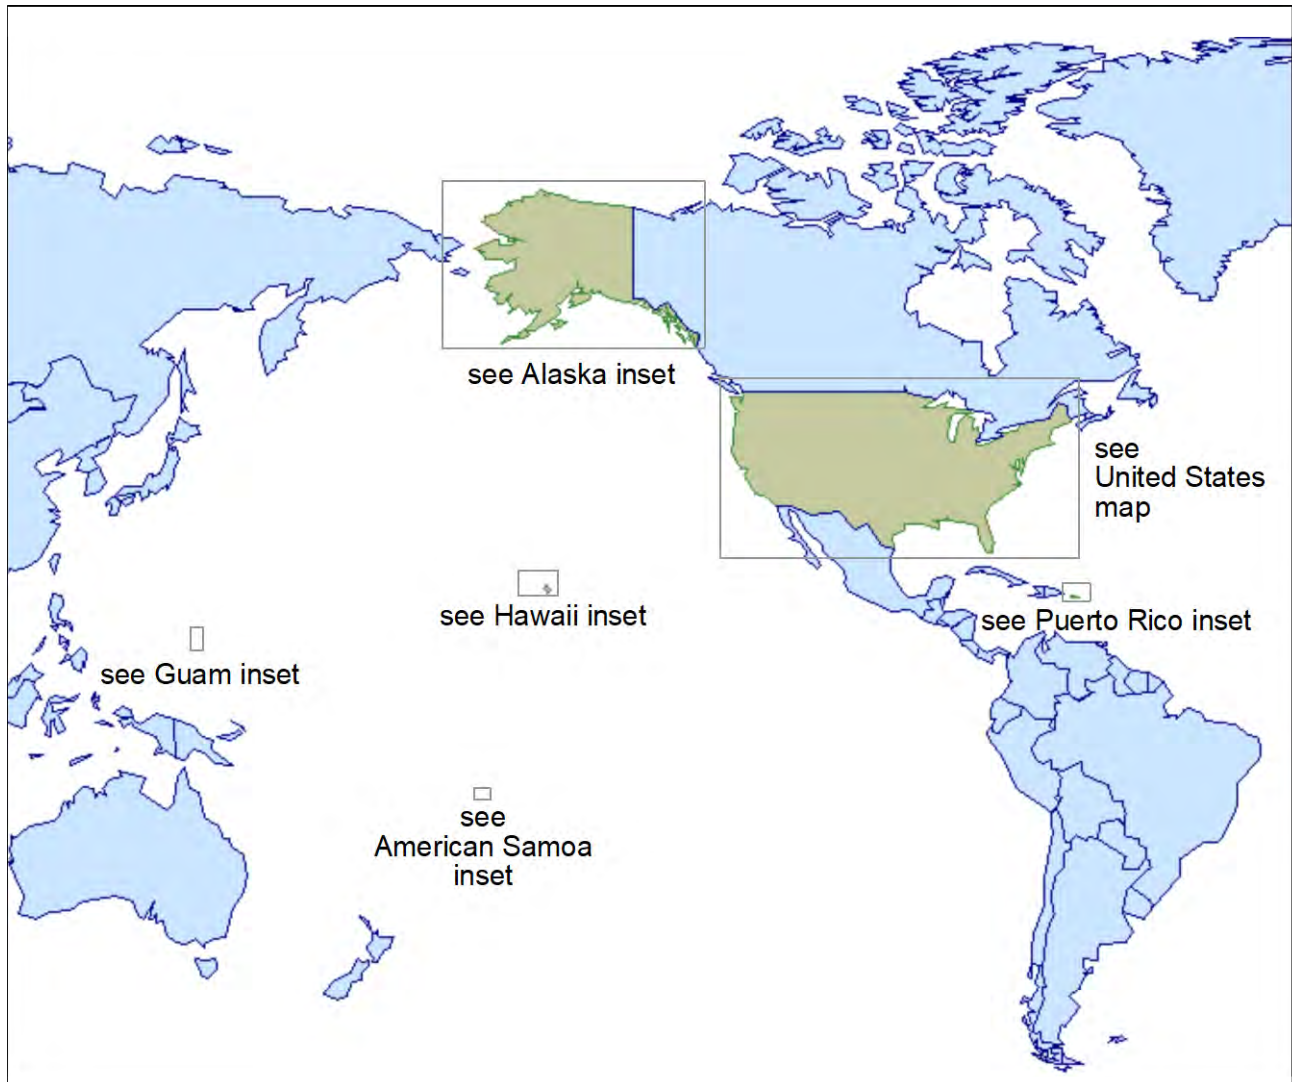 see Alaska inset
see
United States
map
see Hawaii inset
see Puerto Rico inset
see Guam inset
see
American Samoa
inset